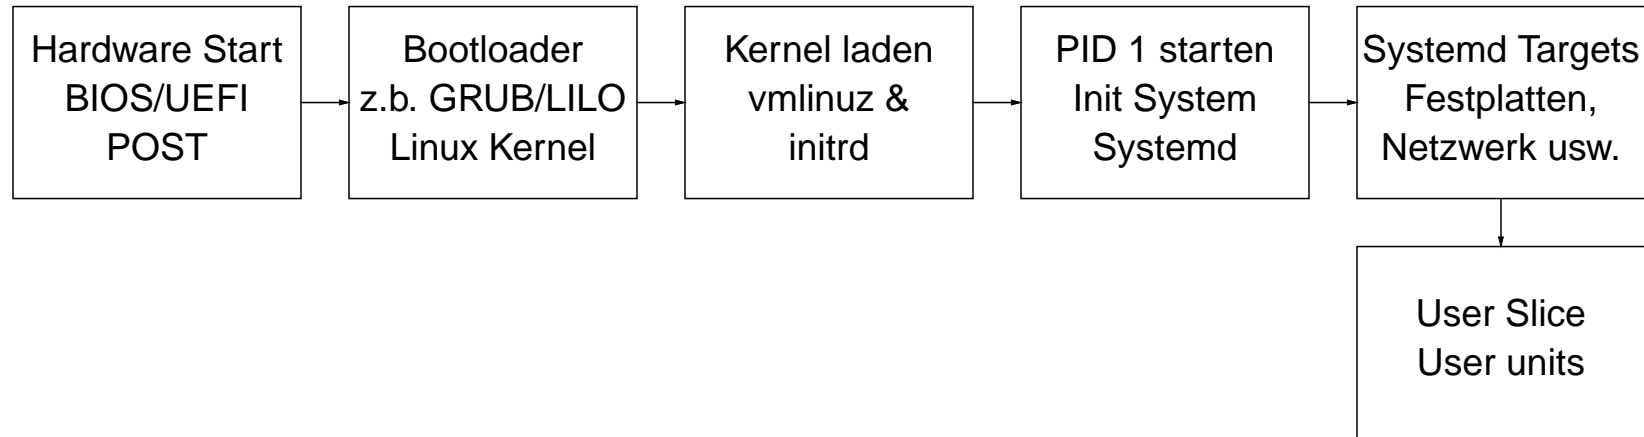 Hardware Start
BIOS/UEFI
POST
Bootloader
z.b. GRUB/LILO
Linux Kernel
Kernel laden
vmlinuz &
initrd
PID 1 starten
Init System
Systemd
Systemd Targets
Festplatten,
Netzwerk usw.
User Slice
User units